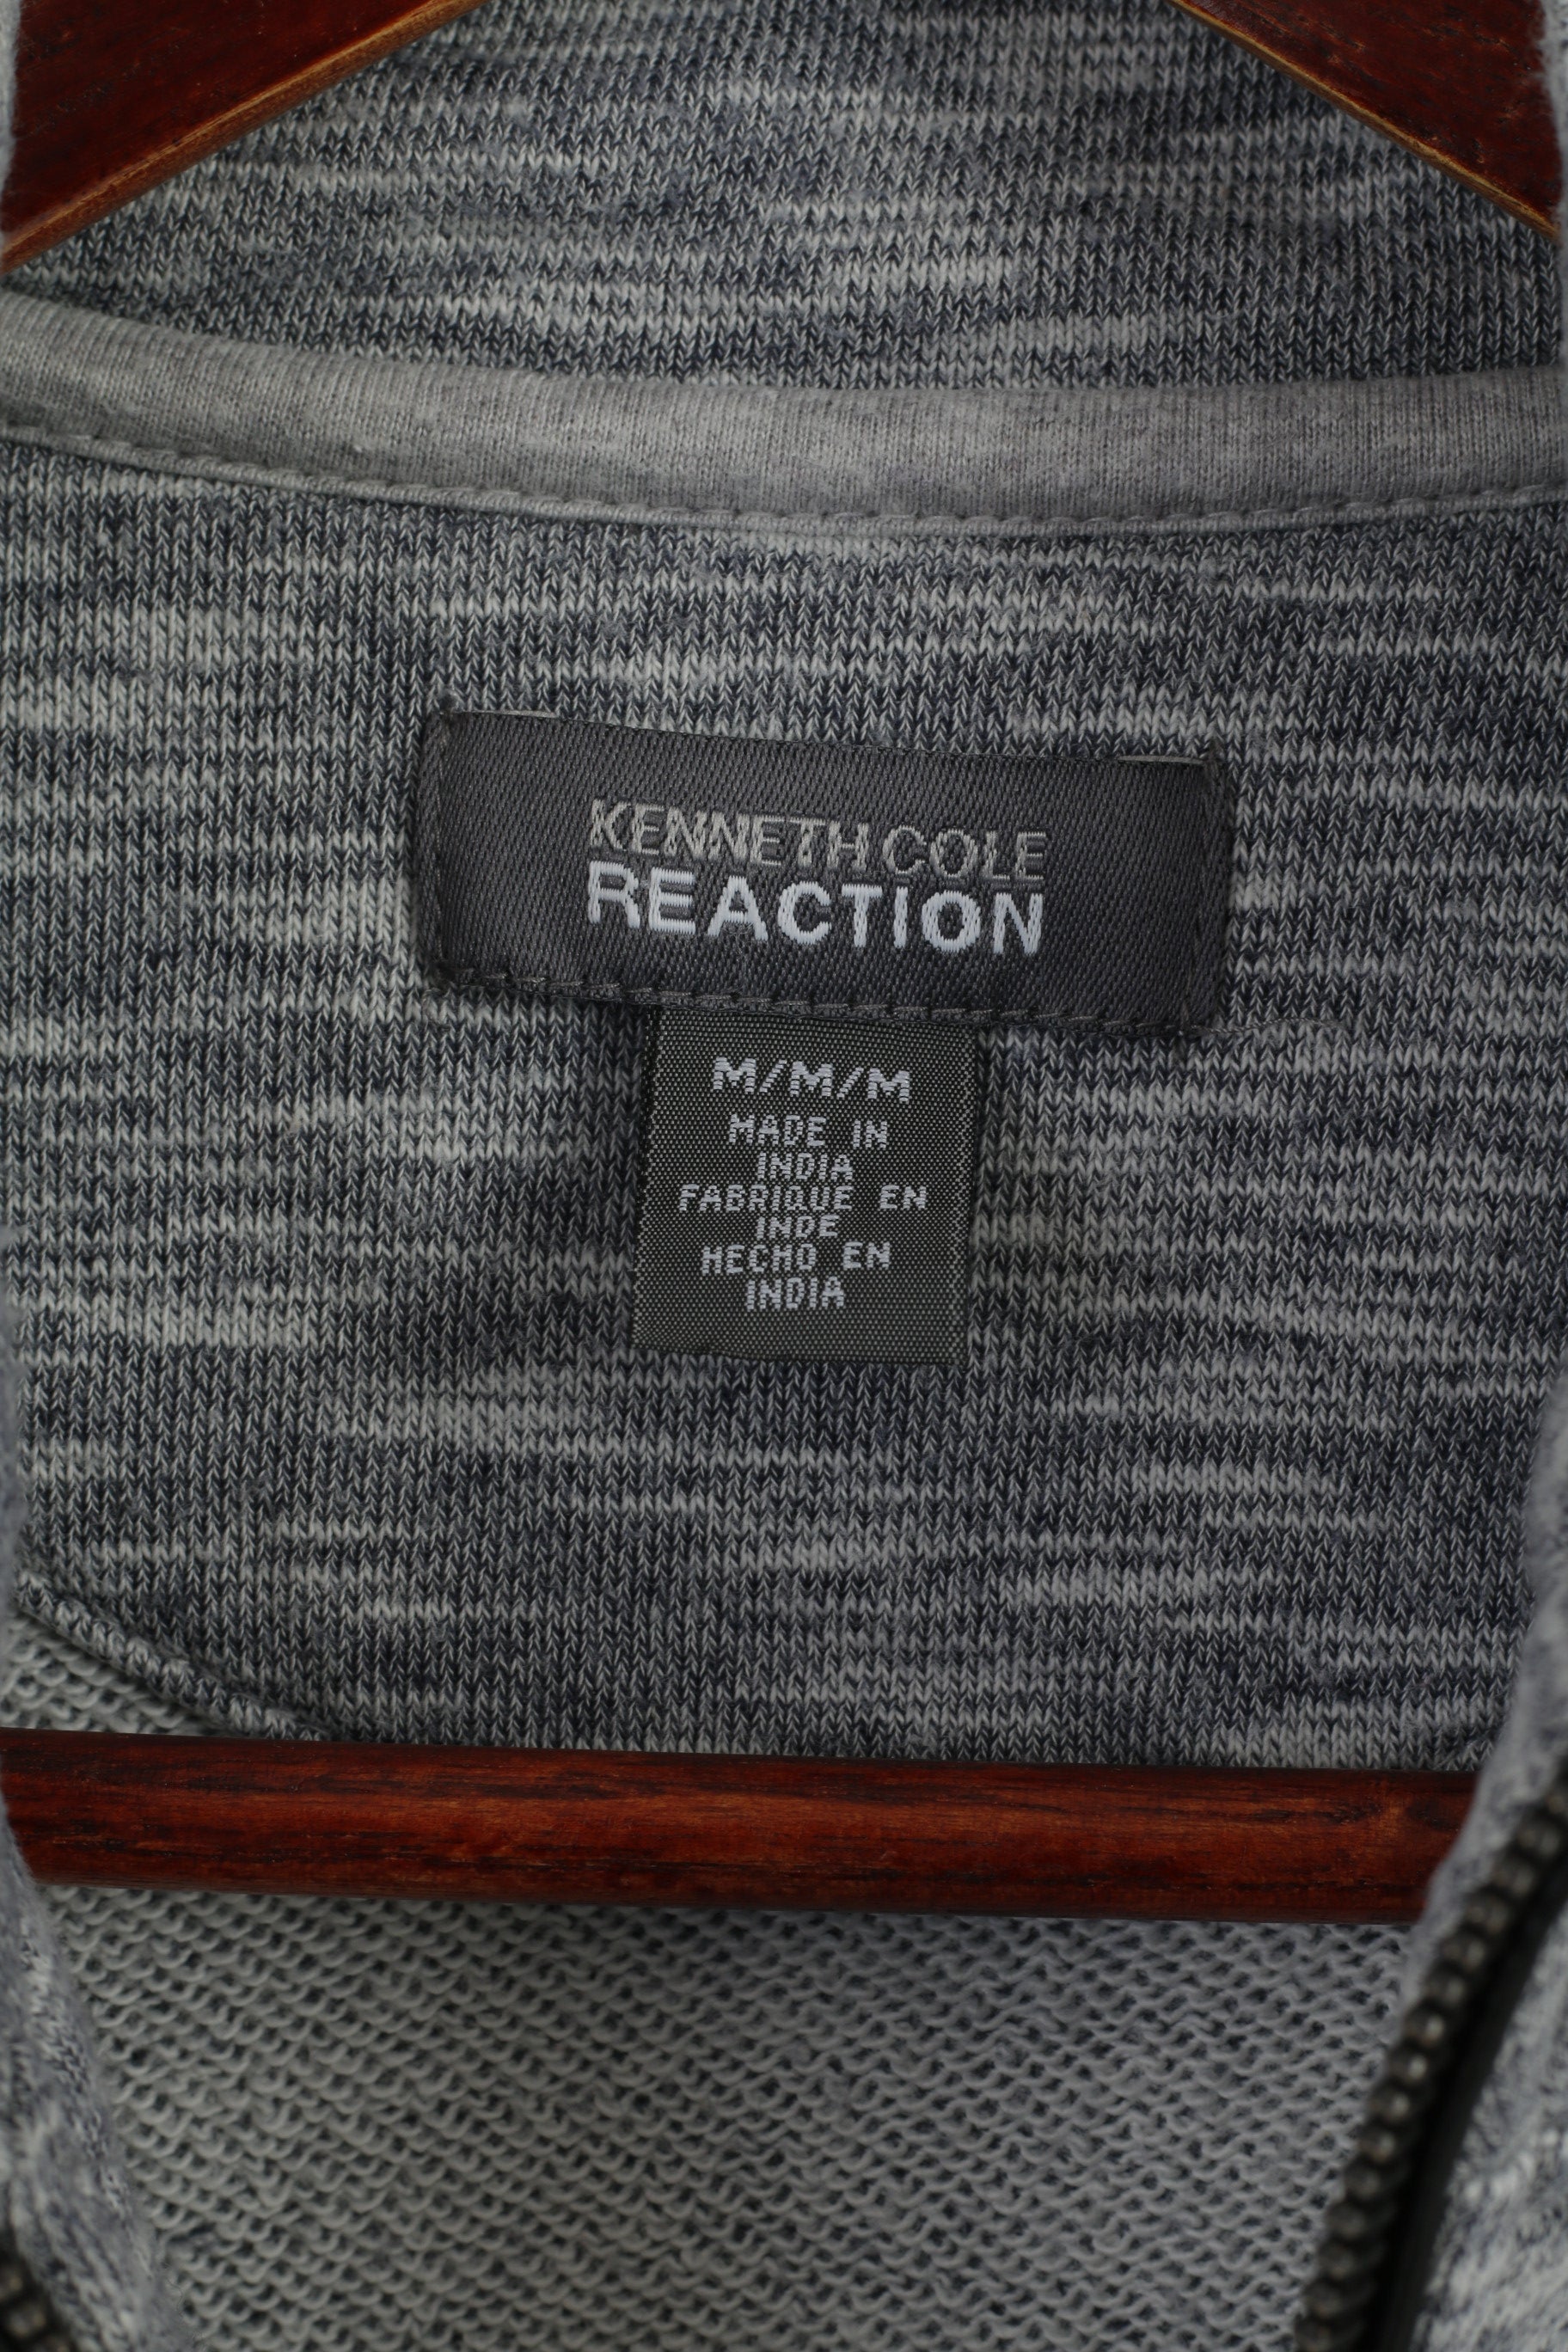 KENNETH COLE
REACTION
M/M/M
MADE IN
INDIA
FABRIQUE EN
INDE
HECHO EN
INDIA